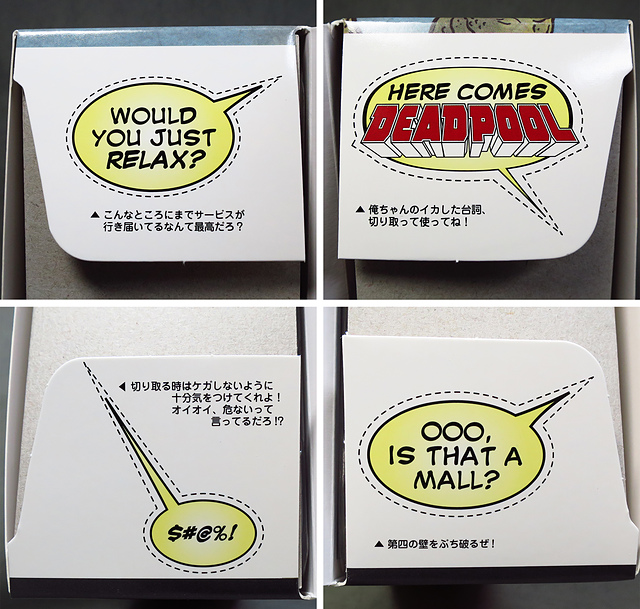 WOULD
YOU JUST
RELAX?
▲ こんなところにまでサービスが
行き届いてるなんて最高だろ？
HERE COMES
DEADPOOL
▲ 俺ちゃんのイカした台詞、
切り取って使ってね！
◀ 切り取る時はケガしないように
十分気をつけてくれよ！
オイオイ、危ないって
言ってるだろ!?
$#@%!
OOO,
IS THAT A
MALL?
▲ 第四の壁をぶち破るぜ！